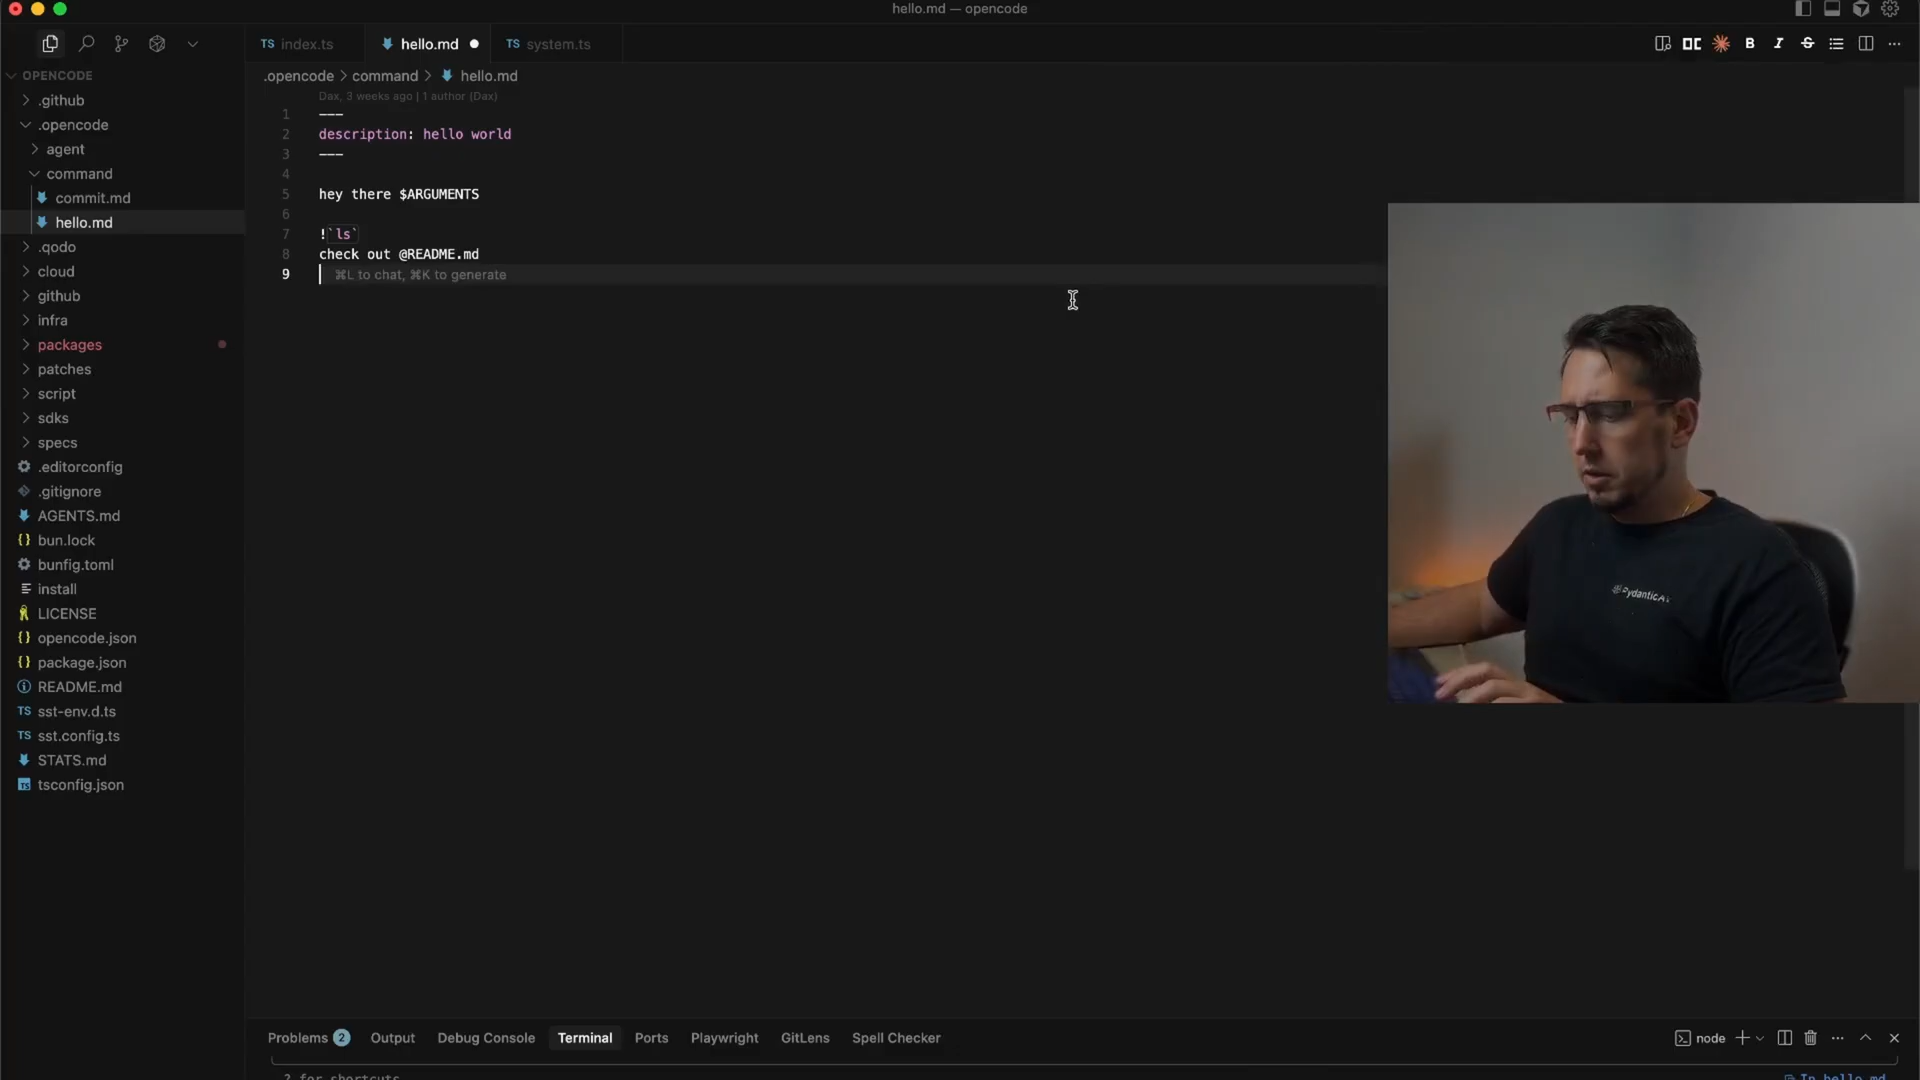 hello.md — opencode
index.ts
hello.md
system.ts
OPENCODE
.github
.opencode
agent
command
commit.md
hello.md
.qodo
cloud
github
infra
packages
patches
script
sdks
specs
.editorconfig
.gitignore
AGENTS.md
bun.lock
bunfig.toml
install
LICENSE
opencode.json
package.json
README.md
sst-env.d.ts
sst.config.ts
STATS.md
tsconfig.json
.opencode > command > hello.md
Dax, 3 weeks ago | 1 author (Dax)
1 ---
2 description: hello world
3 ---
4
5 hey there $ARGUMENTS
6
7 !`ls`
8 check out @README.md
9 ⌘L to chat, ⌘K to generate
Problems 2 Output Debug Console Terminal Ports Playwright GitLens Spell Checker
node
? for shortcuts
In hello.md